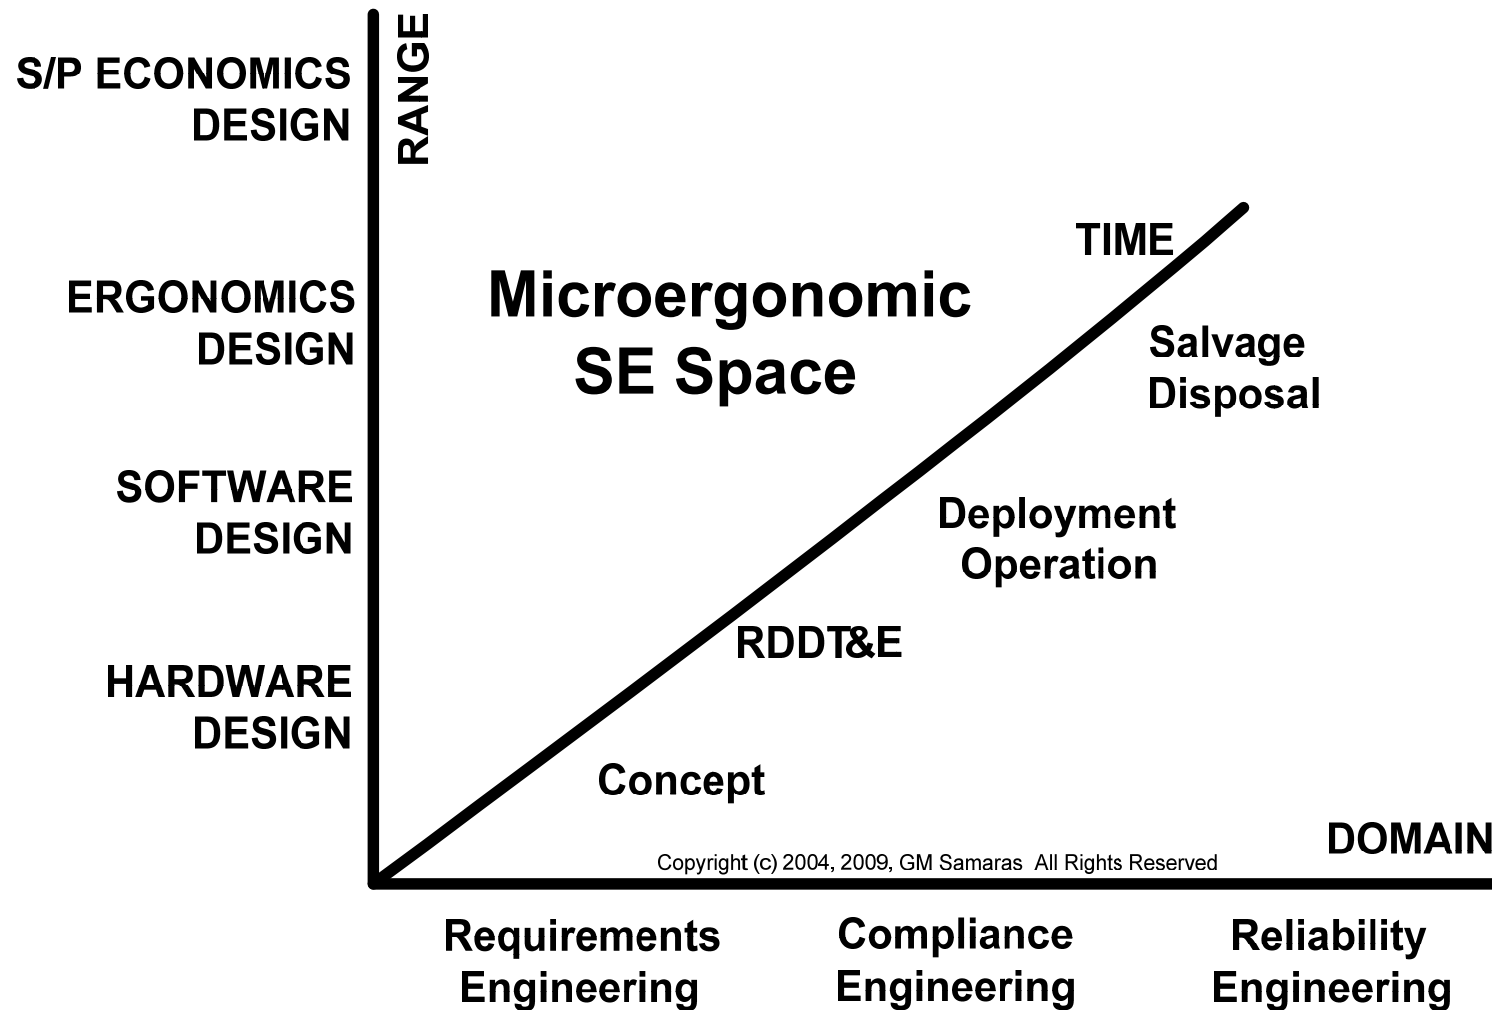 S/P ECONOMICS
DESIGN
RANGE
TIME
ERGONOMICS
DESIGN
Microergonomic
SE Space
Salvage
Disposal
SOFTWARE
DESIGN
Deployment
Operation
RDDT&E
HARDWARE
DESIGN
Concept
DOMAIN
Copyright (c) 2004, 2009, GM Samaras All Rights Reserved
Requirements
Engineering
Compliance
Engineering
Reliability
Engineering